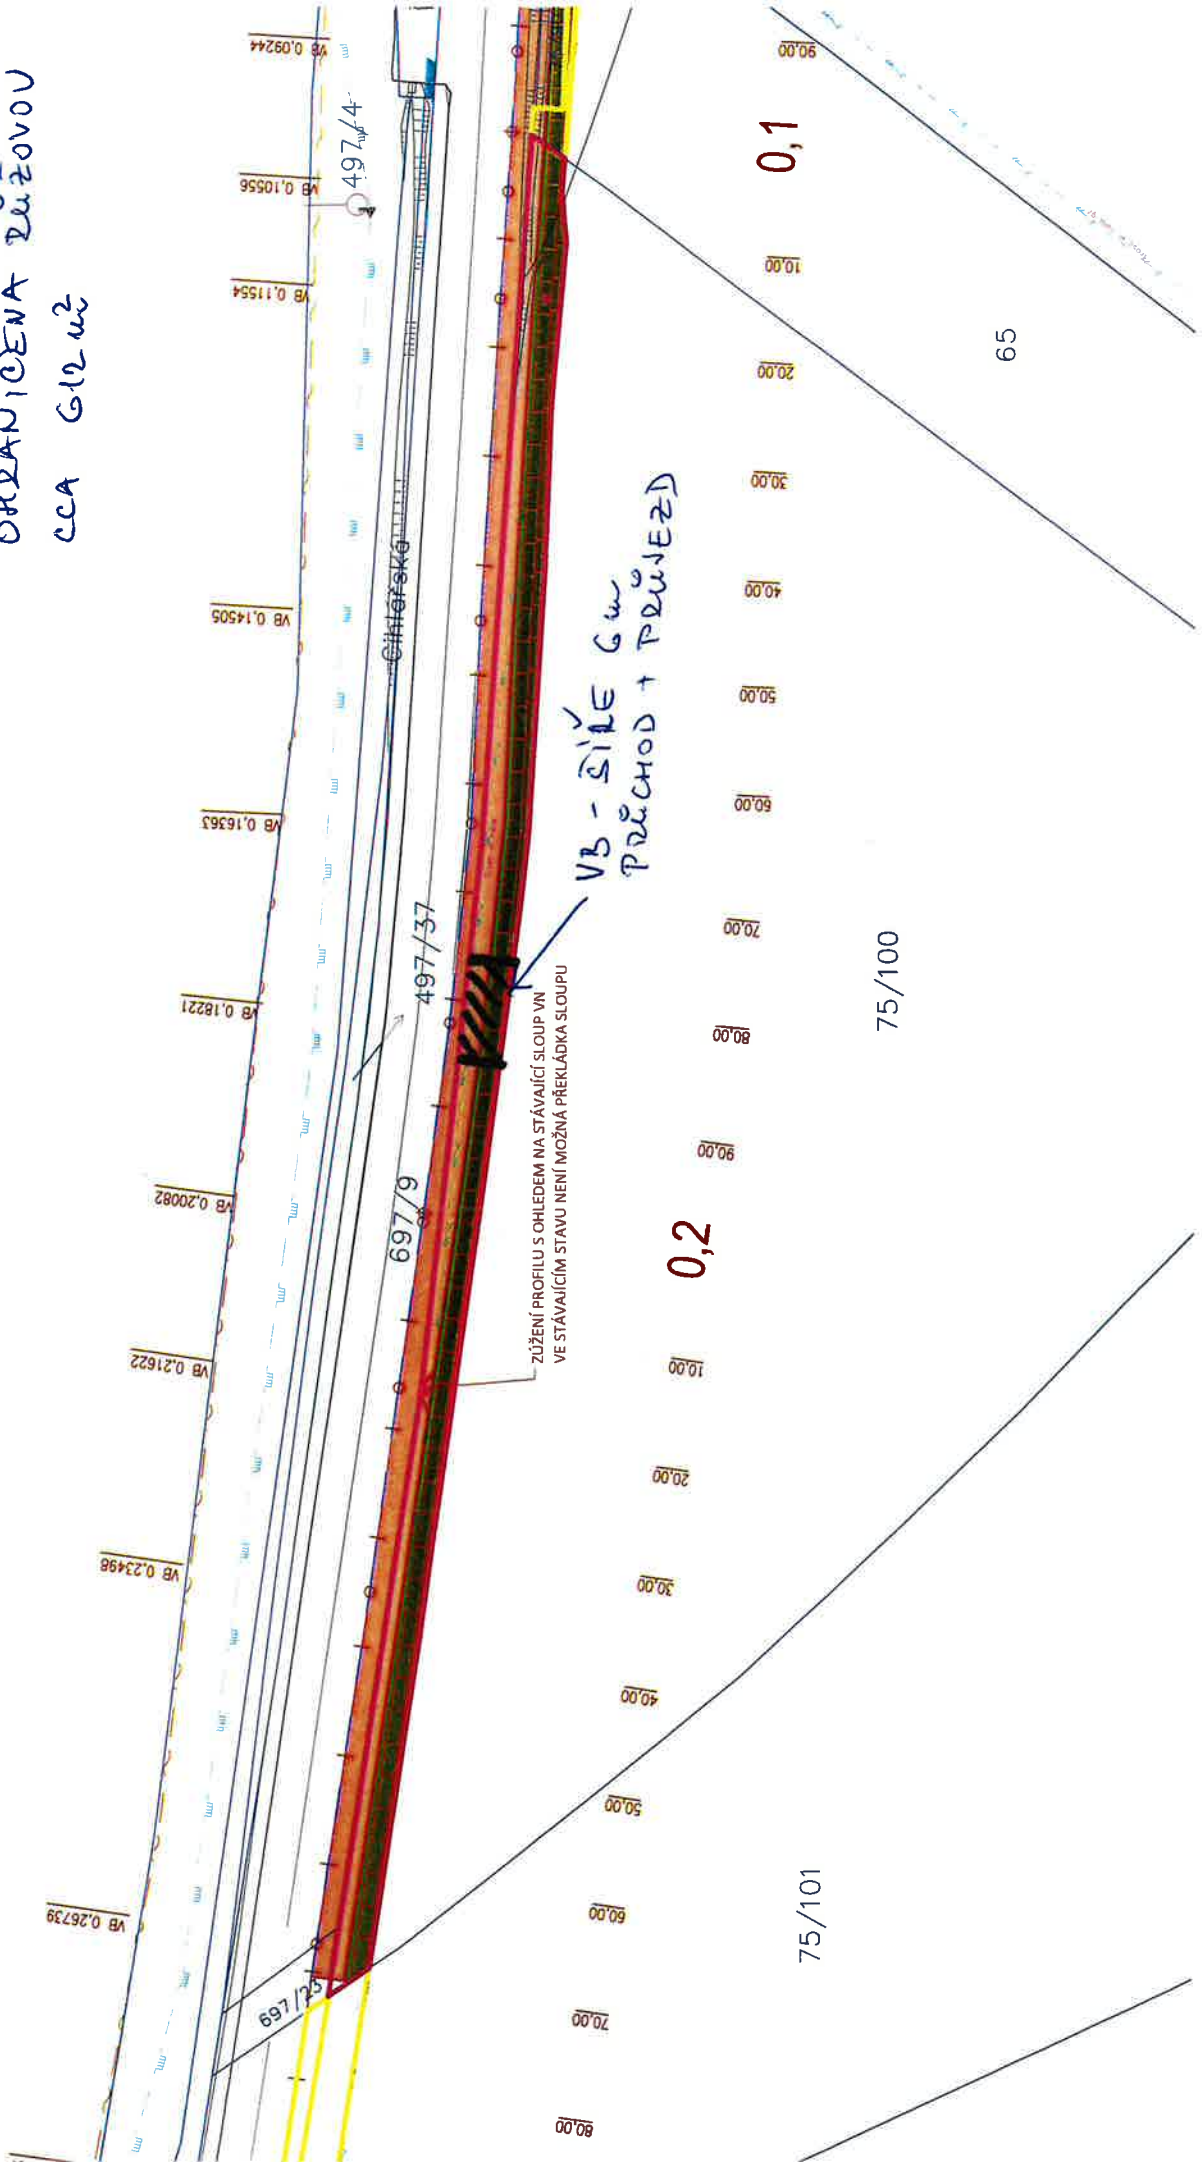 OHRANIČENA RŮŽOVOU
CCA 612 m²
VB 0,09244
VB 0,10556
VB 0,11554
VB 0,14505
VB 0,16363
VB 0,18221
VB 0,20082
VB 0,21622
VB 0,23498
VB 0,26739
497/4
Cihlářská
497/37
697/9
697/23
VB - ŠÍŘE 6m
PRŮCHOD + PRŮJEZD
ZÚŽENÍ PROFILU S OHLEDEM NA STÁVAJÍCÍ SLOUP VN
VE STÁVAJÍCÍM STAVU NENÍ MOŽNÁ PŘEKLÁDKA SLOUPU
90,00
0,1
10,00
20,00
30,00
40,00
50,00
60,00
70,00
80,00
90,00
0,2
10,00
20,00
30,00
40,00
50,00
60,00
70,00
80,00
65
75/100
75/101